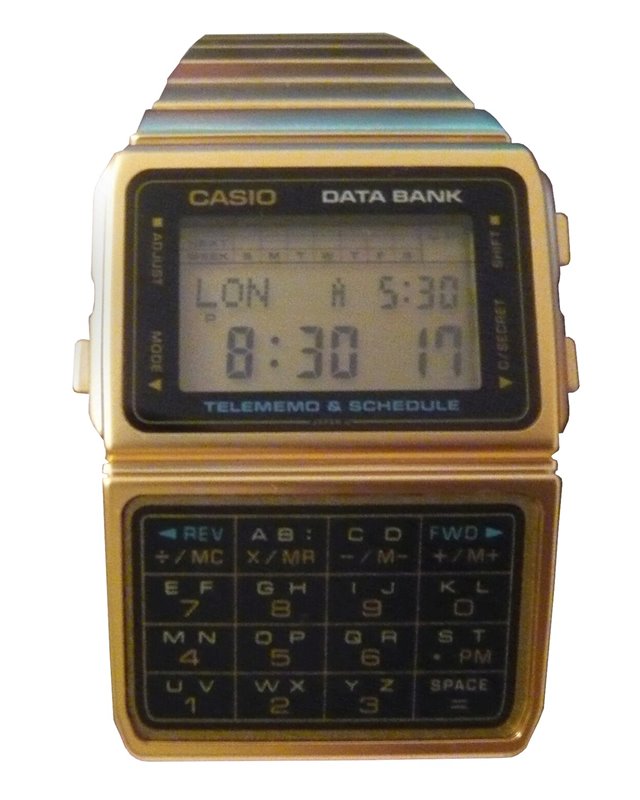 CASIO DATA BANK
ADJUST
SHIFT
WEEK S M T W T F S
LON A 5:30
P
8:30 17
MODE
C/SECRET
TELEMEMO & SCHEDULE
◄ REV A B : C D FWD ►
÷/MC ×/MR −/M− +/M+
E F G H I J K L
7 8 9 0
M N O P Q R S T
4 5 6 • PM
U V W X Y Z SPACE
1 2 3 =